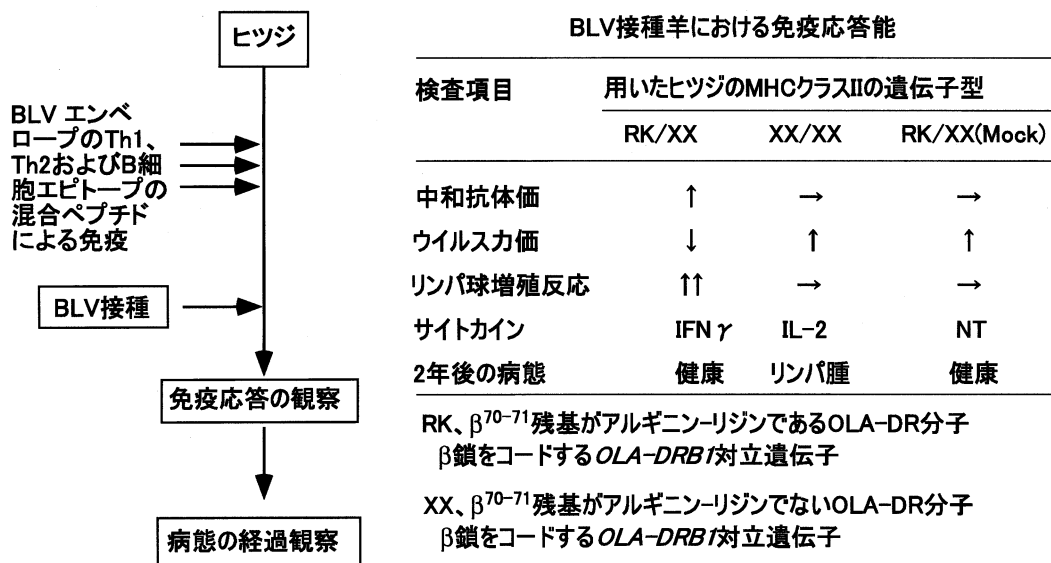 ヒツジ
BLV エンベ
ロープのTh1、
Th2およびB細
胞エピトープの
混合ペプチド
による免疫
BLV接種
免疫応答の観察
病態の経過観察
BLV接種羊における免疫応答能
検査項目 用いたヒツジのMHCクラスIIの遺伝子型
RK/XX XX/XX RK/XX(Mock)
中和抗体価 ↑ → →
ウイルス力価 ↓ ↑ ↑
リンパ球増殖反応 ↑↑ → →
サイトカイン IFNγ IL-2 NT
2年後の病態 健康 リンパ腫 健康
RK、β70-71残基がアルギニン-リジンであるOLA-DR分子
β鎖をコードするOLA-DRB1対立遺伝子
XX、β70-71残基がアルギニン-リジンでないOLA-DR分子
β鎖をコードするOLA-DRB1対立遺伝子